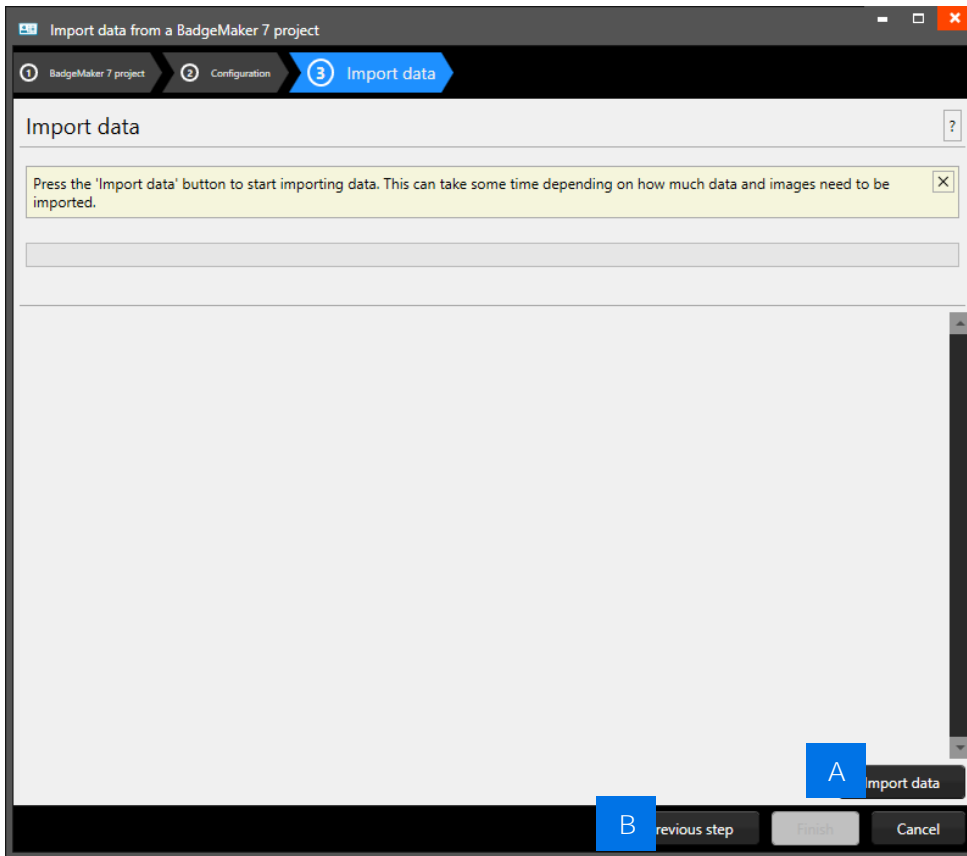 Import data from a BadgeMaker 7 project
1 BadgeMaker 7 project 2 Configuration 3 Import data
Import data ?
Press the 'Import data' button to start importing data. This can take some time depending on how much data and images need to be
imported.
A Import data
B revious step Finish Cancel